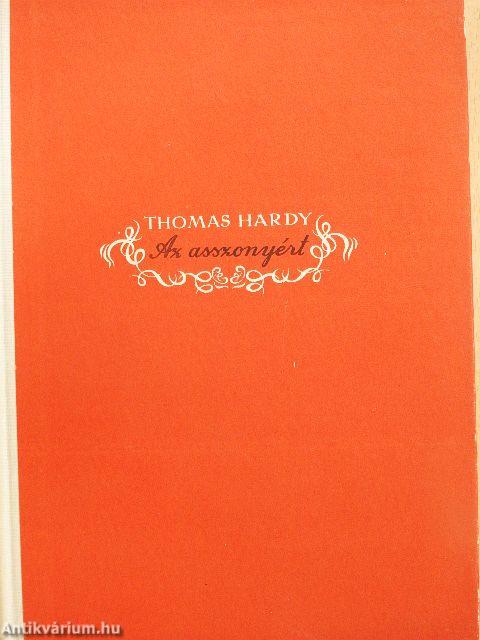 THOMAS HARDY
Az asszonyért
Antikvárium.hu